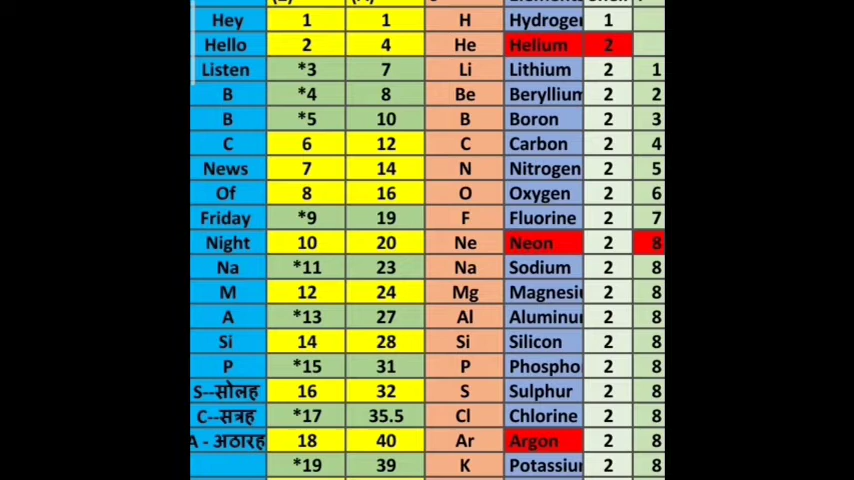 Hey 1 1 H Hydrogen 1
Hello 2 4 He Helium 2
Listen *3 7 Li Lithium 2 1
B *4 8 Be Beryllium 2 2
B *5 10 B Boron 2 3
C 6 12 C Carbon 2 4
News 7 14 N Nitrogen 2 5
Of 8 16 O Oxygen 2 6
Friday *9 19 F Fluorine 2 7
Night 10 20 Ne Neon 2 8
Na *11 23 Na Sodium 2 8
M 12 24 Mg Magnesi 2 8
A *13 27 Al Aluminu 2 8
Si 14 28 Si Silicon 2 8
P *15 31 P Phospho 2 8
S--सोलह 16 32 S Sulphur 2 8
C--सत्रह *17 35.5 Cl Chlorine 2 8
A - अठारह 18 40 Ar Argon 2 8
*19 39 K Potassiu 2 8